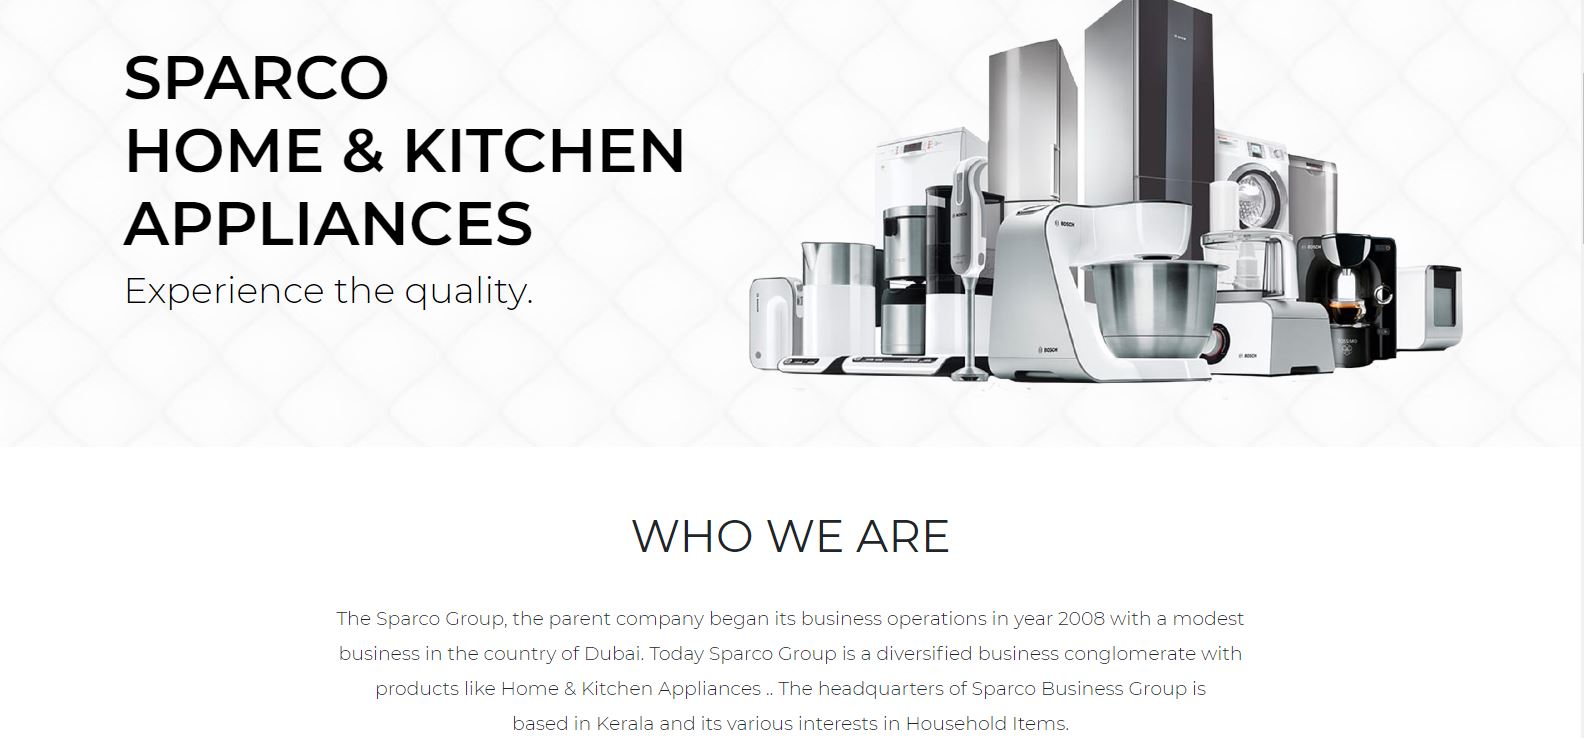 SPARCO
HOME & KITCHEN
APPLIANCES
Experience the quality.
BOSCH
BOSCH
BOSCH
BOSCH
BOSCH
TASSIMO
WHO WE ARE
The Sparco Group, the parent company began its business operations in year 2008 with a modest
business in the country of Dubai. Today Sparco Group is a diversified business conglomerate with
products like Home & Kitchen Appliances .. The headquarters of Sparco Business Group is
based in Kerala and its various interests in Household Items.